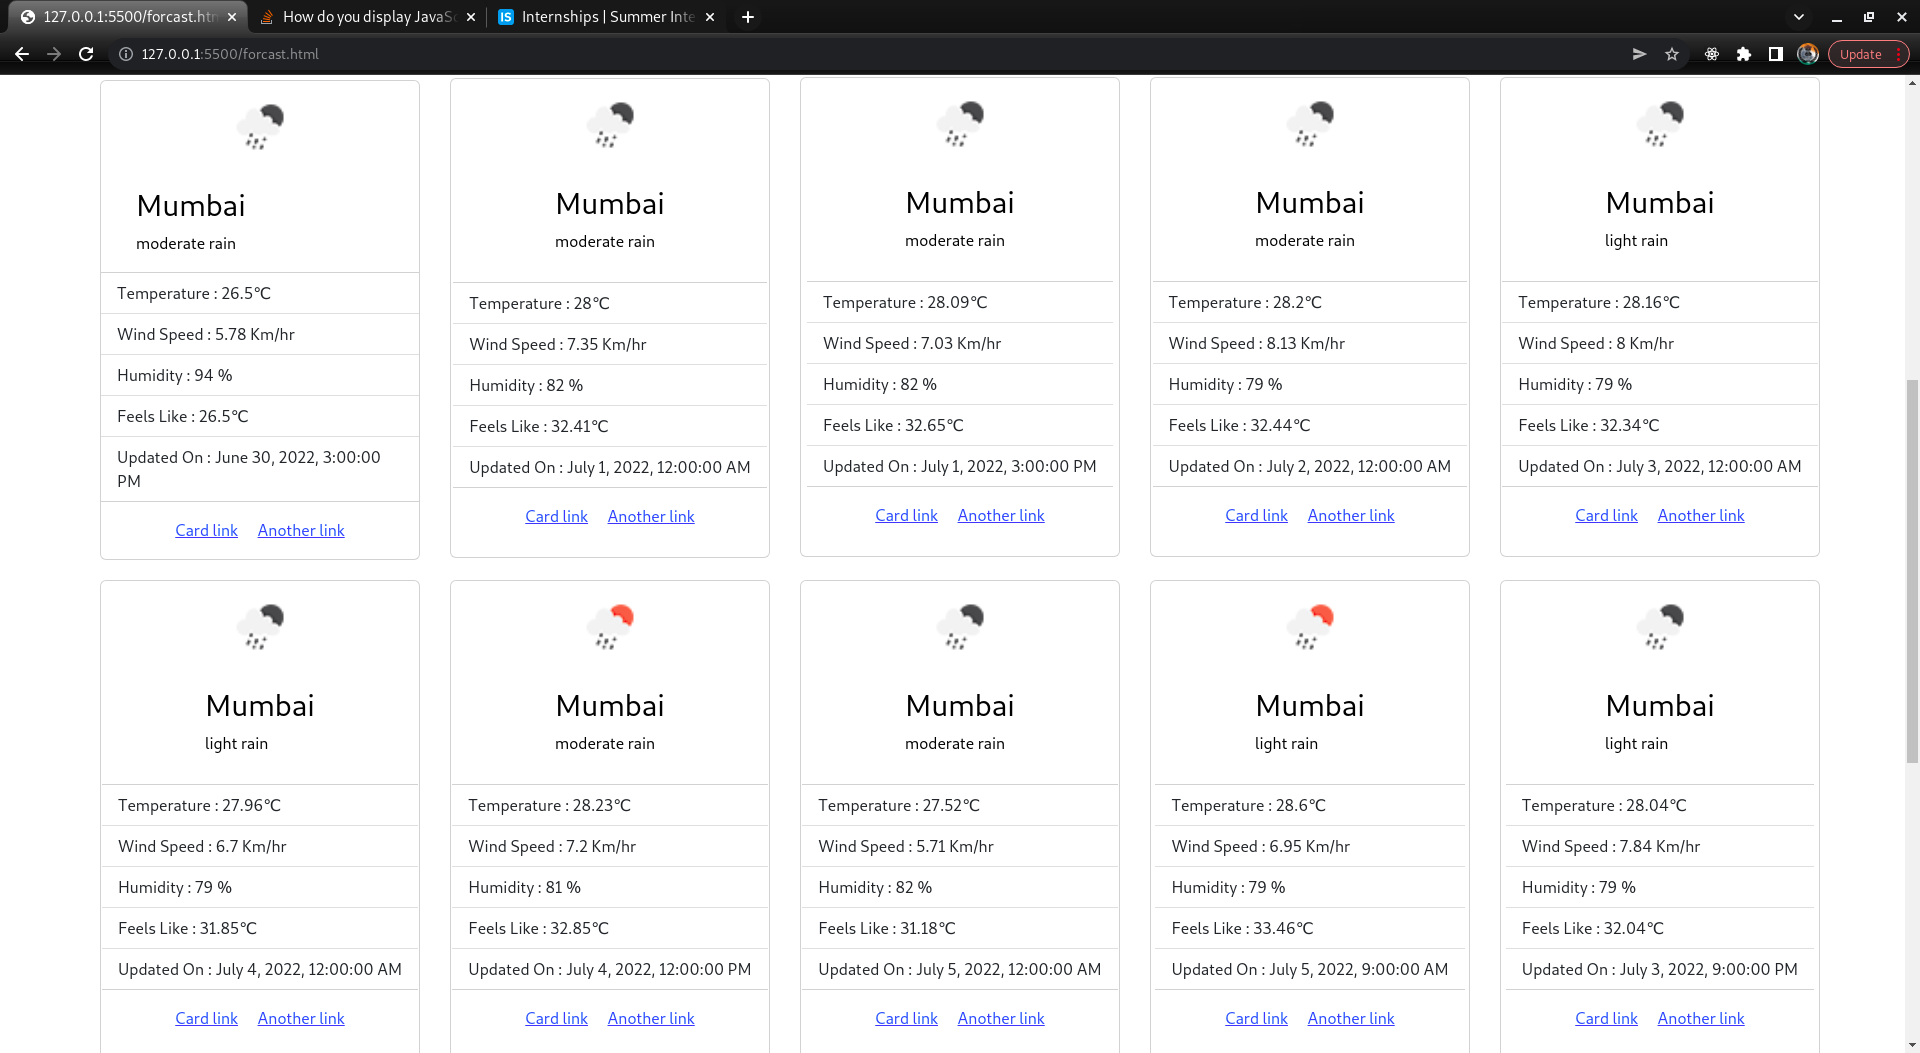 127.0.0.1:5500/forcast.htm
How do you display JavaSc
IS Internships | Summer Inte
127.0.0.1:5500/forcast.html
Update
Mumbai
moderate rain
Temperature : 26.5°C
Wind Speed : 5.78 Km/hr
Humidity : 94 %
Feels Like : 26.5°C
Updated On : June 30, 2022, 3:00:00
PM
Card link Another link
Mumbai
moderate rain
Temperature : 28°C
Wind Speed : 7.35 Km/hr
Humidity : 82 %
Feels Like : 32.41°C
Updated On : July 1, 2022, 12:00:00 AM
Card link Another link
Mumbai
moderate rain
Temperature : 28.09°C
Wind Speed : 7.03 Km/hr
Humidity : 82 %
Feels Like : 32.65°C
Updated On : July 1, 2022, 3:00:00 PM
Card link Another link
Mumbai
moderate rain
Temperature : 28.2°C
Wind Speed : 8.13 Km/hr
Humidity : 79 %
Feels Like : 32.44°C
Updated On : July 2, 2022, 12:00:00 AM
Card link Another link
Mumbai
light rain
Temperature : 28.16°C
Wind Speed : 8 Km/hr
Humidity : 79 %
Feels Like : 32.34°C
Updated On : July 3, 2022, 12:00:00 AM
Card link Another link
Mumbai
light rain
Temperature : 27.96°C
Wind Speed : 6.7 Km/hr
Humidity : 79 %
Feels Like : 31.85°C
Updated On : July 4, 2022, 12:00:00 AM
Card link Another link
Mumbai
moderate rain
Temperature : 28.23°C
Wind Speed : 7.2 Km/hr
Humidity : 81 %
Feels Like : 32.85°C
Updated On : July 4, 2022, 12:00:00 PM
Card link Another link
Mumbai
moderate rain
Temperature : 27.52°C
Wind Speed : 5.71 Km/hr
Humidity : 82 %
Feels Like : 31.18°C
Updated On : July 5, 2022, 12:00:00 AM
Card link Another link
Mumbai
light rain
Temperature : 28.6°C
Wind Speed : 6.95 Km/hr
Humidity : 79 %
Feels Like : 33.46°C
Updated On : July 5, 2022, 9:00:00 AM
Card link Another link
Mumbai
light rain
Temperature : 28.04°C
Wind Speed : 7.84 Km/hr
Humidity : 79 %
Feels Like : 32.04°C
Updated On : July 3, 2022, 9:00:00 PM
Card link Another link